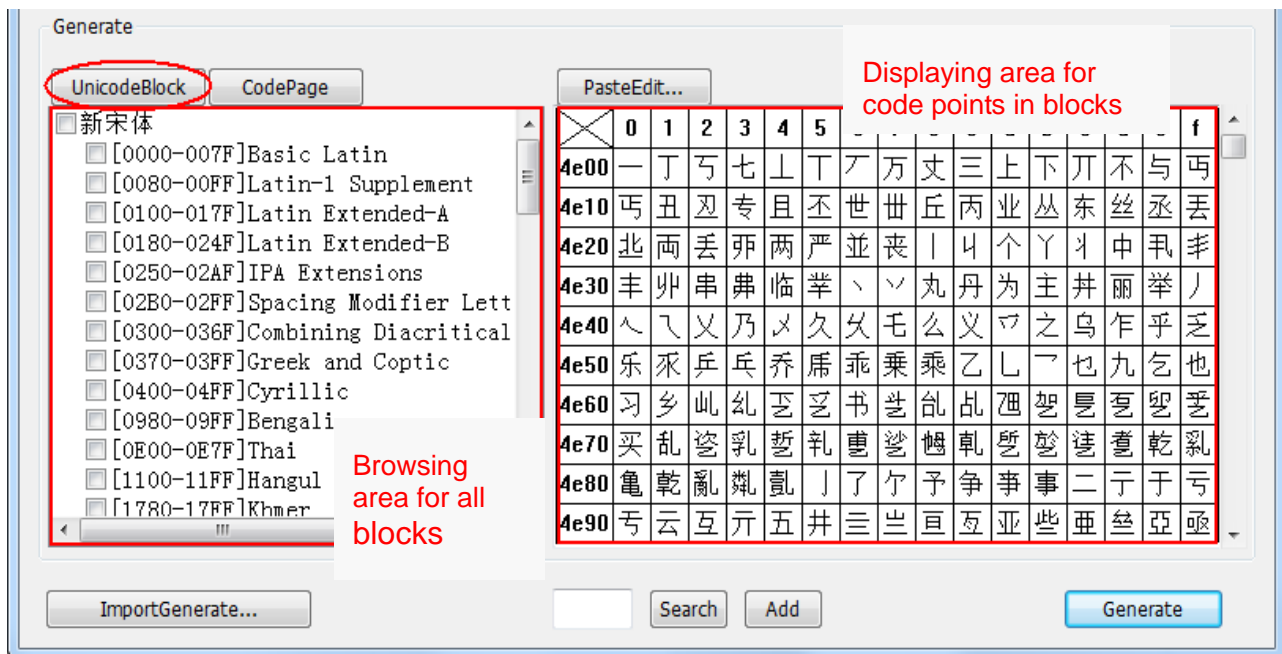 Generate
UnicodeBlock
CodePage
新宋体
[0000-007F]Basic Latin
[0080-00FF]Latin-1 Supplement
[0100-017F]Latin Extended-A
[0180-024F]Latin Extended-B
[0250-02AF]IPA Extensions
[02B0-02FF]Spacing Modifier Lett
[0300-036F]Combining Diacritical
[0370-03FF]Greek and Coptic
[0400-04FF]Cyrillic
[0980-09FF]Bengali
[0E00-0E7F]Thai
[1100-11FF]Hangul
[1780-17FF]Khmer
Browsing
area for all
blocks
PasteEdit...
Displaying area for
code points in blocks
0 1 2 3 4 5 f
4e00 一 丁 丂 七 丄 丅 丆 万 丈 三 上 下 丌 不 与 丏
4e10 丐 丑 丒 专 且 丕 世 丗 丘 丙 业 丛 东 丝 丞 丟
4e20 丠 両 丢 丣 两 严 並 丧 丨 丩 个 丫 丬 中 丮 丯
4e30 丰 丱 串 丳 临 丵 丶 丷 丸 丹 为 主 丼 丽 举 丿
4e40 乀 乁 乂 乃 乄 久 乆 乇 么 义 乊 之 乌 乍 乎 乏
4e50 乐 乑 乒 乓 乔 乕 乖 乗 乘 乙 乚 乛 乜 九 乞 也
4e60 习 乡 乢 乣 乤 乥 书 乧 乨 乩 乪 乫 乬 乭 乮 乯
4e70 买 乱 乲 乳 乴 乵 乶 乷 乸 乹 乺 乻 乼 乽 乾 乿
4e80 亀 亁 亂 亃 亄 亅 了 亇 予 争 亊 事 二 亍 于 亏
4e90 亐 云 互 亓 五 井 亖 亗 亘 亙 亚 些 亜 亝 亞 亟
ImportGenerate...
Search
Add
Generate